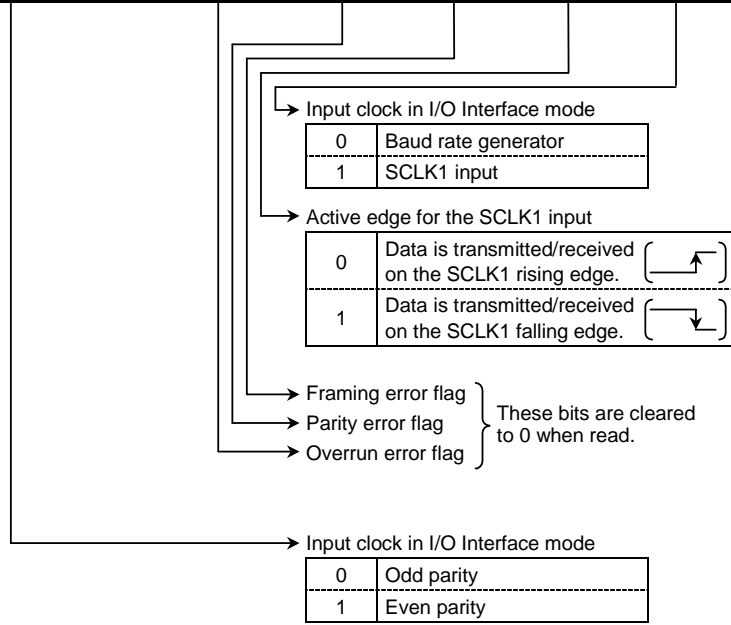 Input clock in I/O Interface mode
0 Baud rate generator
1 SCLK1 input
Active edge for the SCLK1 input
0 Data is transmitted/received
on the SCLK1 rising edge.
1 Data is transmitted/received
on the SCLK1 falling edge.
Framing error flag
Parity error flag
Overrun error flag
These bits are cleared
to 0 when read.
Input clock in I/O Interface mode
0 Odd parity
1 Even parity